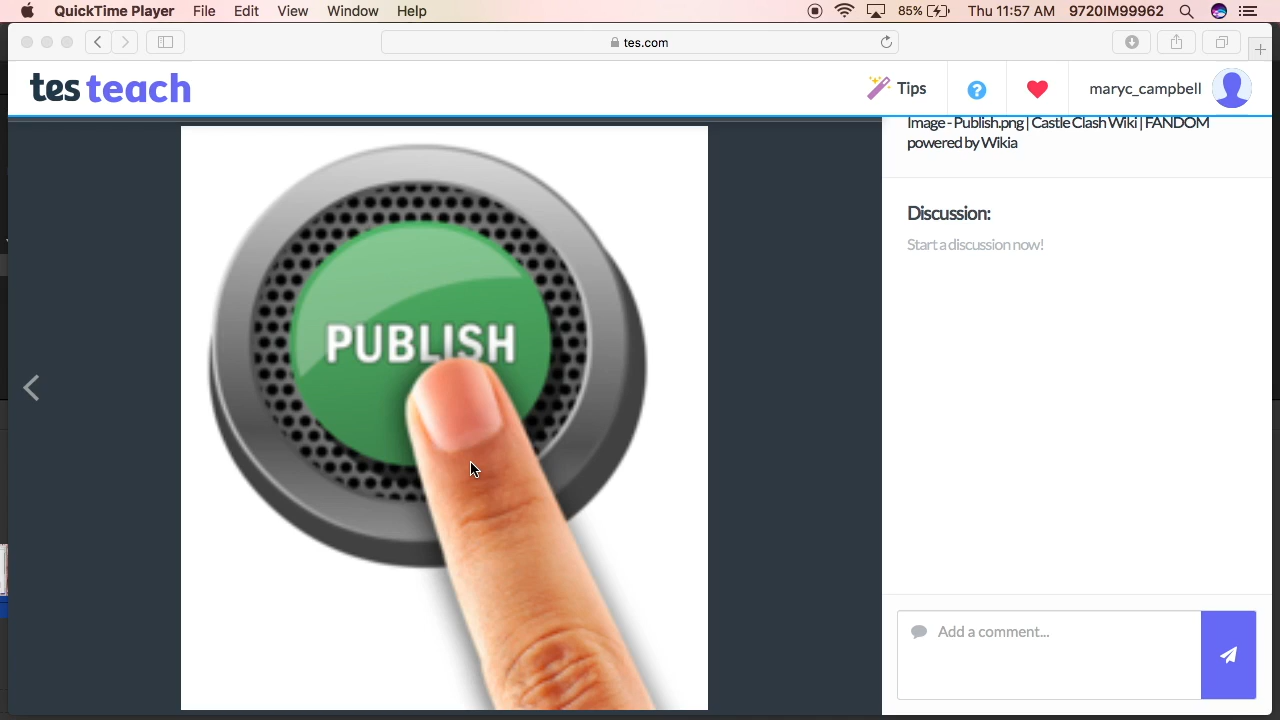 QuickTime Player File Edit View Window Help 85% Thu 11:57 AM 9720IM99962
tes.com
tes teach Tips ? maryc_campbell
Image - Publish.png | Castle Clash Wiki | FANDOM
powered by Wikia
Discussion:
Start a discussion now!
PUBLISH
Add a comment...